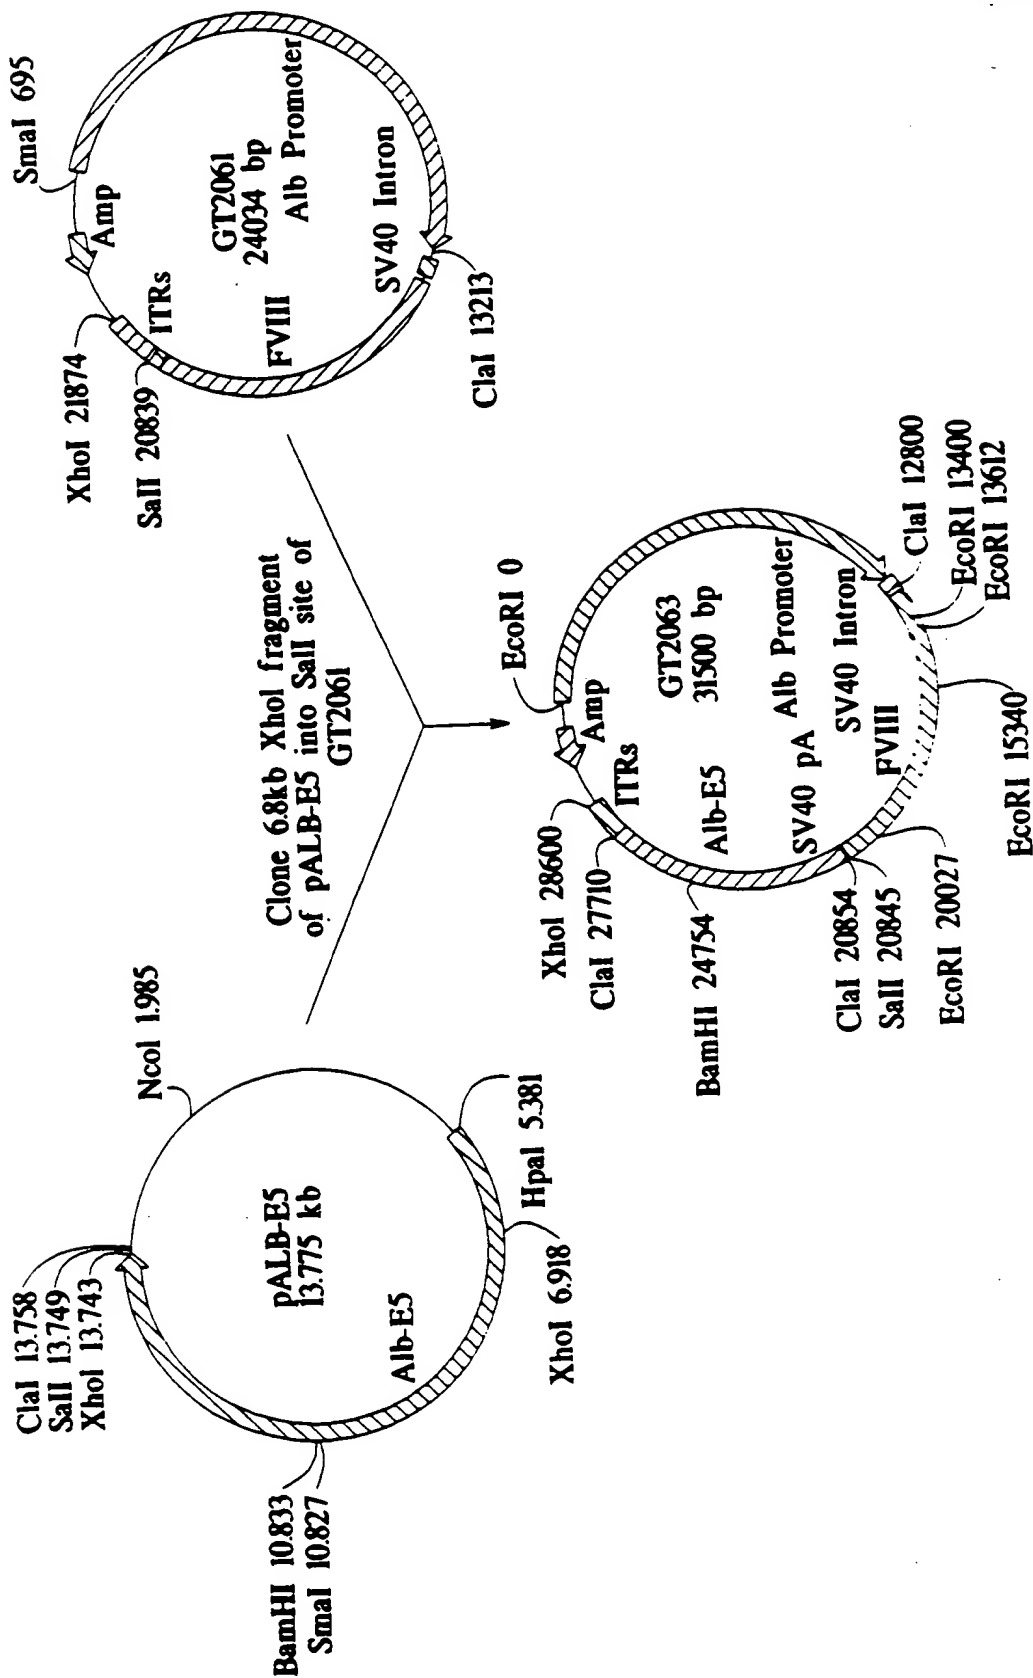 ClaI 13.758
SalI 13.749
XhoI 13.743
NcoI 1.985
pALB-E5
13.775 kb
Alb-E5
BamHI 10.833
SmaI 10.827
HpaI 5.381
XhoI 6.918
Clone 6.8kb XhoI fragment
of pALB-E5 into SalI site of
GT2061
SmaI 695
Amp
XhoI 21874
ITRs
SalI 20839
GT2061
24034 bp
Alb Promoter
FVIII
SV40 Intron
ClaI 13213
EcoRI 0
Amp
XhoI 28600
ITRs
ClaI 27710
GT2063
31500 bp
Alb-E5
BamHI 24754
Alb Promoter
SV40 pA
SV40 Intron
FVIII
ClaI 12800
EcoRI 13400
EcoRI 13612
ClaI 20854
SalI 20845
EcoRI 20027
EcoRI 15340